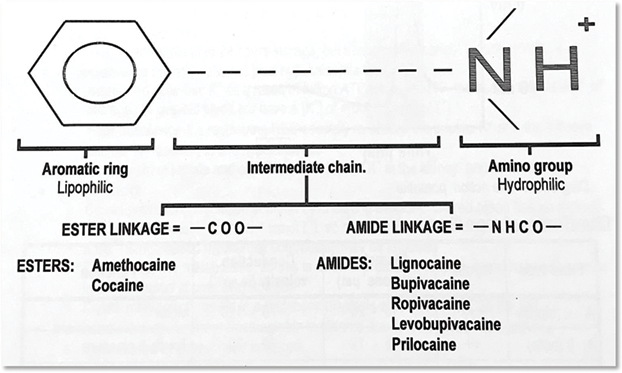 +
NH
Aromatic ring
Lipophilic
Intermediate chain.
Amino group
Hydrophilic
ESTER LINKAGE = —COO—
AMIDE LINKAGE = —NHCO—
ESTERS: Amethocaine
Cocaine
AMIDES: Lignocaine
Bupivacaine
Ropivacaine
Levobupivacaine
Prilocaine